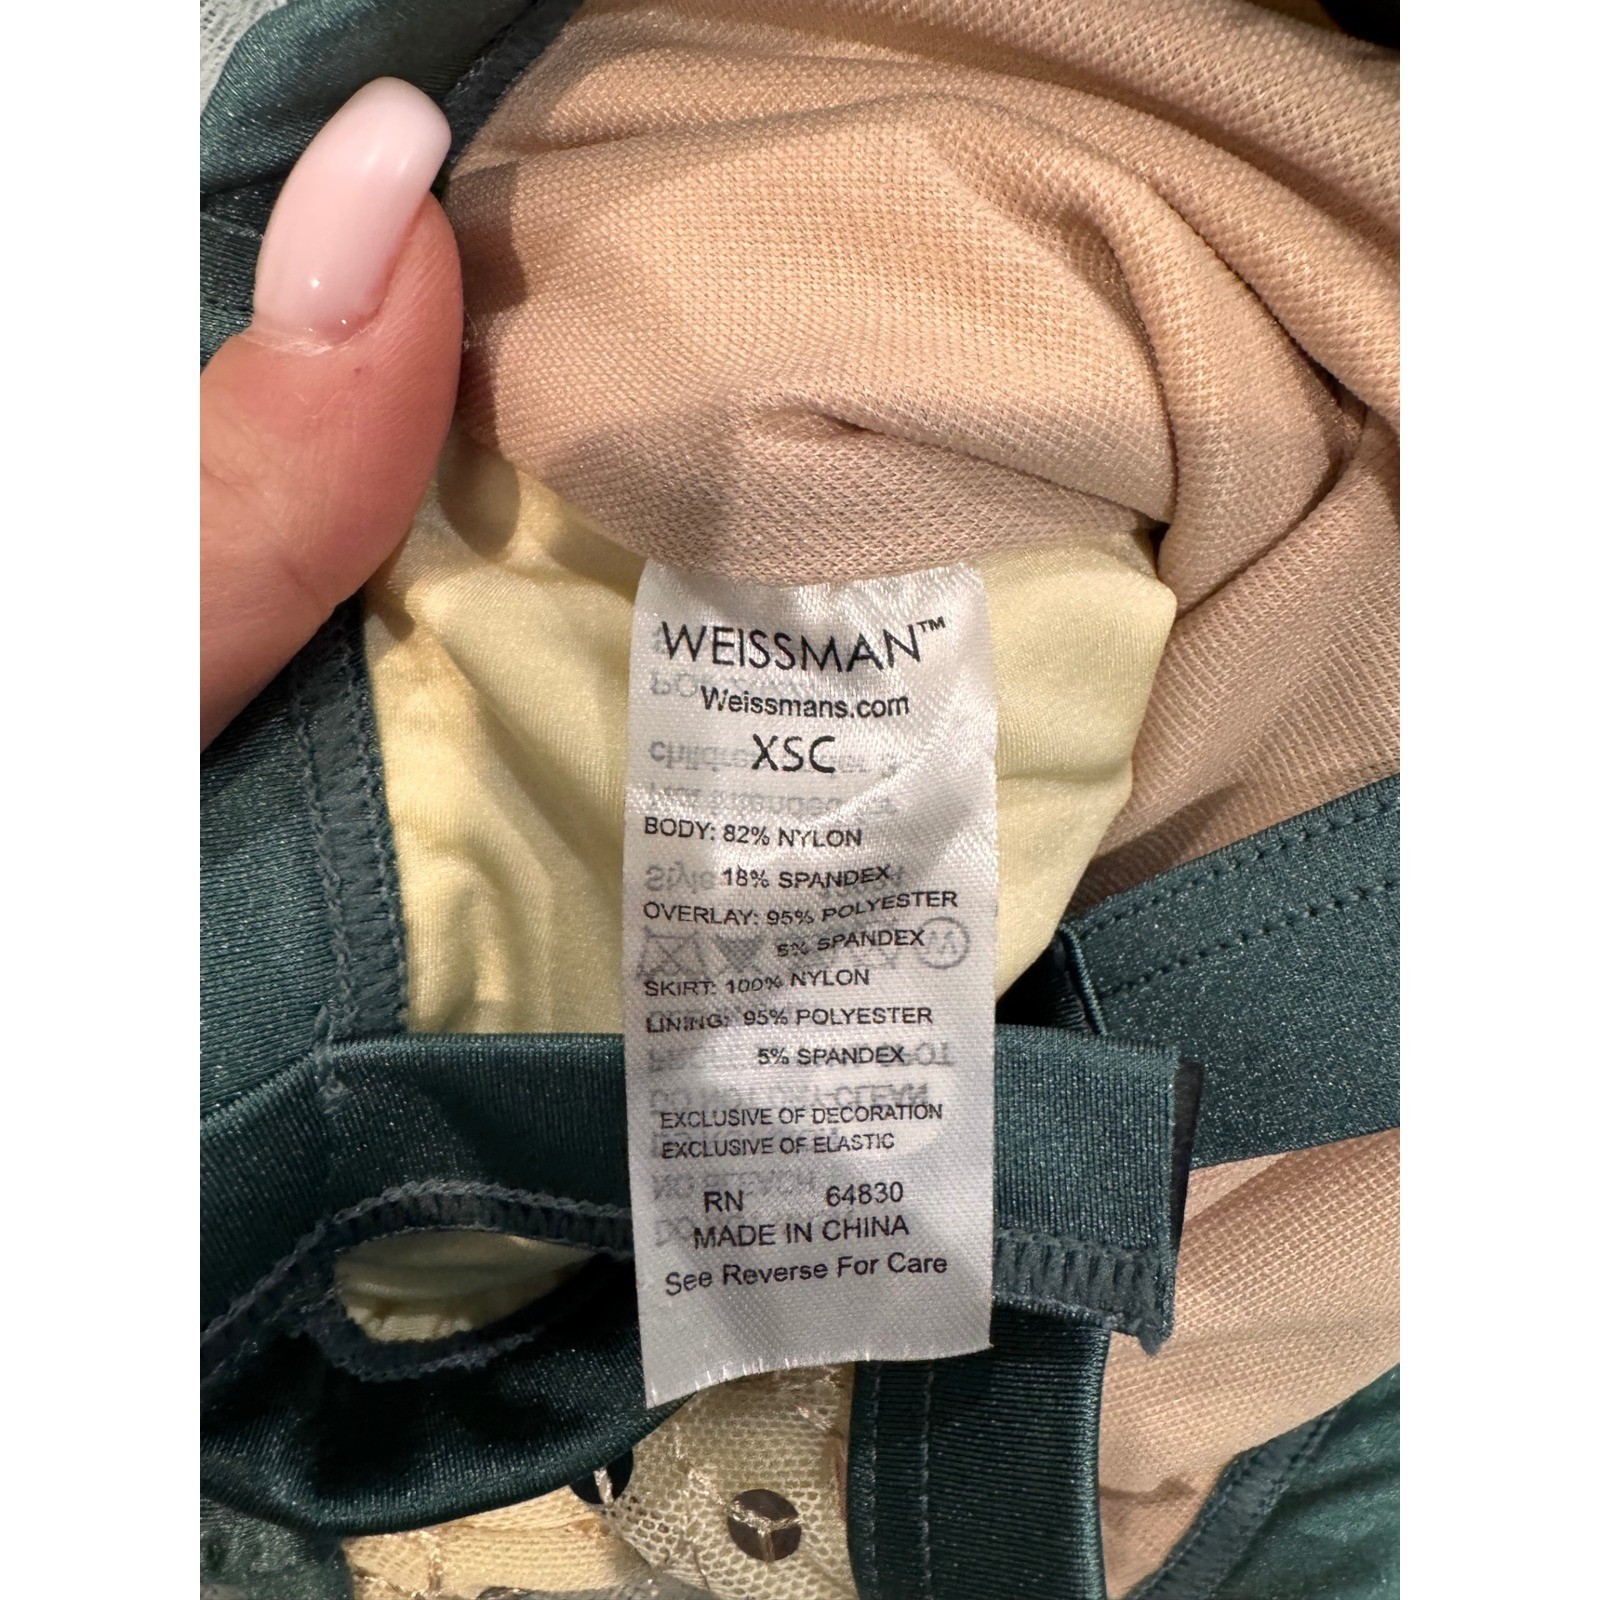 WEISSMAN™
Weissmans.com
XSC
BODY: 82% NYLON
18% SPANDEX
OVERLAY: 95% POLYESTER
5% SPANDEX
SKIRT: 100% NYLON
LINING: 95% POLYESTER
5% SPANDEX
EXCLUSIVE OF DECORATION
EXCLUSIVE OF ELASTIC
RN 64830
MADE IN CHINA
See Reverse For Care